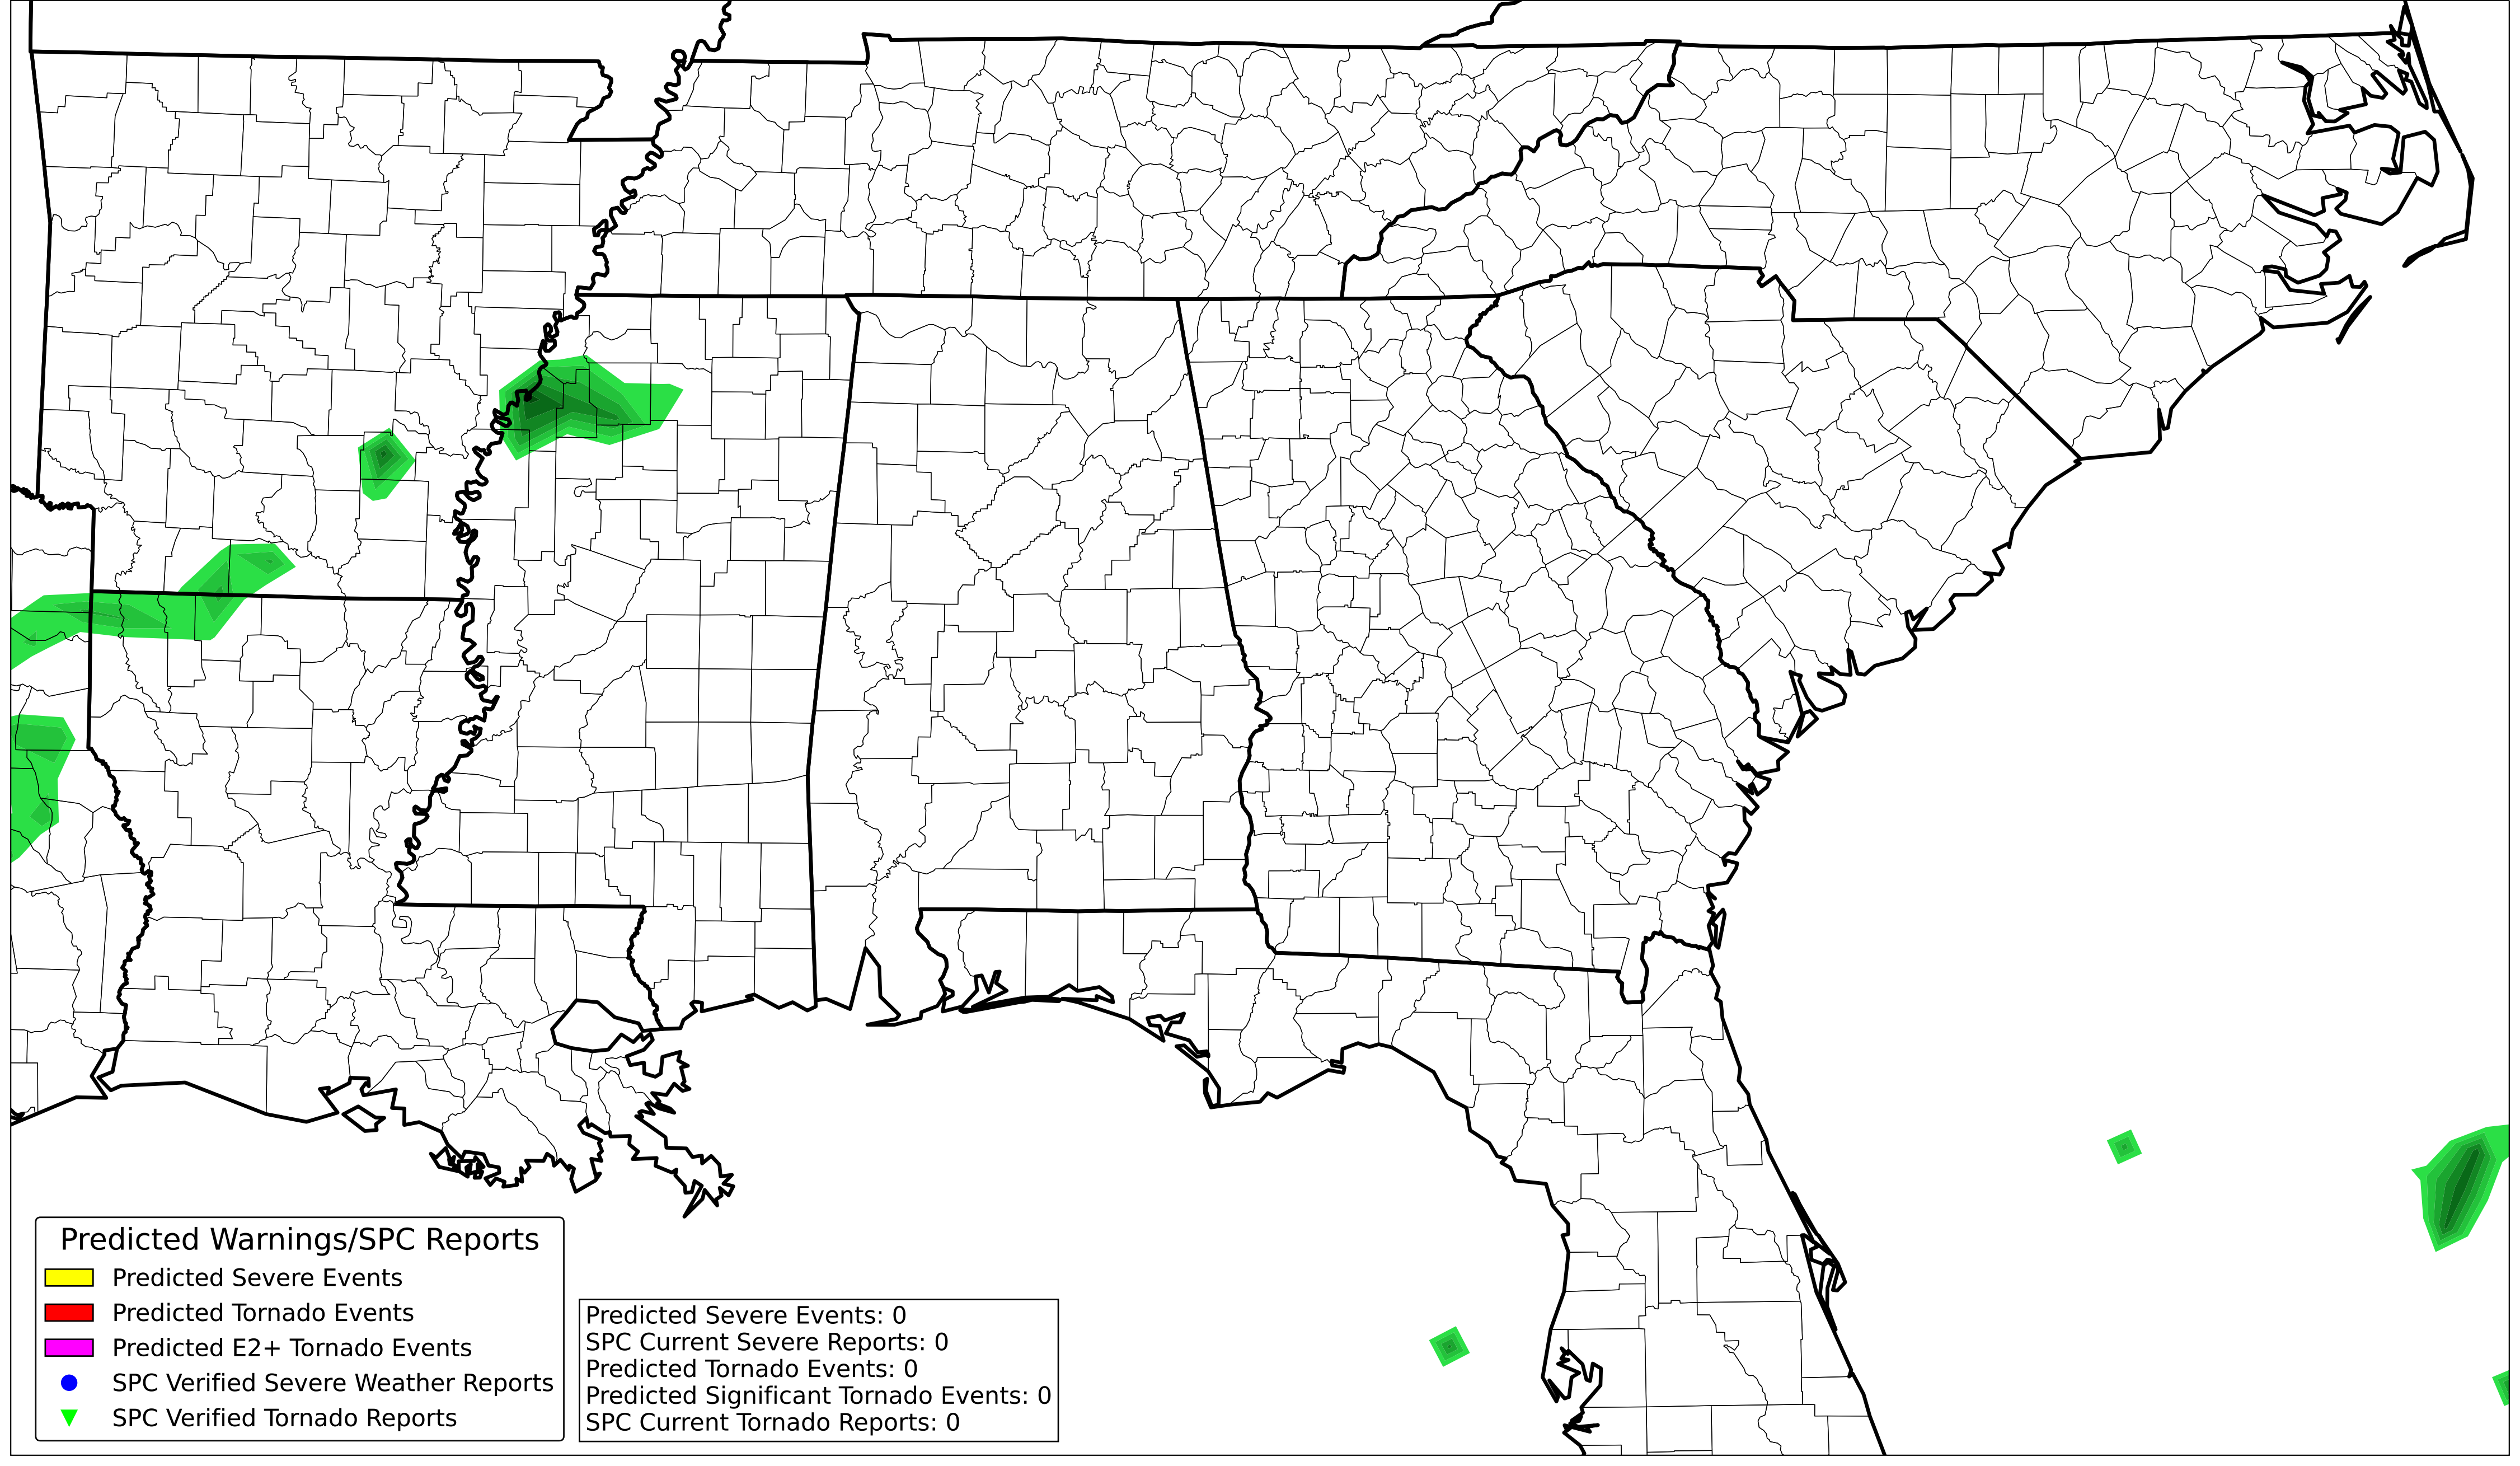 Predicted Warnings/SPC Reports
Predicted Severe Events
Predicted Tornado Events
Predicted E2+ Tornado Events
SPC Verified Severe Weather Reports
SPC Verified Tornado Reports
Predicted Severe Events: 0
SPC Current Severe Reports: 0
Predicted Tornado Events: 0
Predicted Significant Tornado Events: 0
SPC Current Tornado Reports: 0